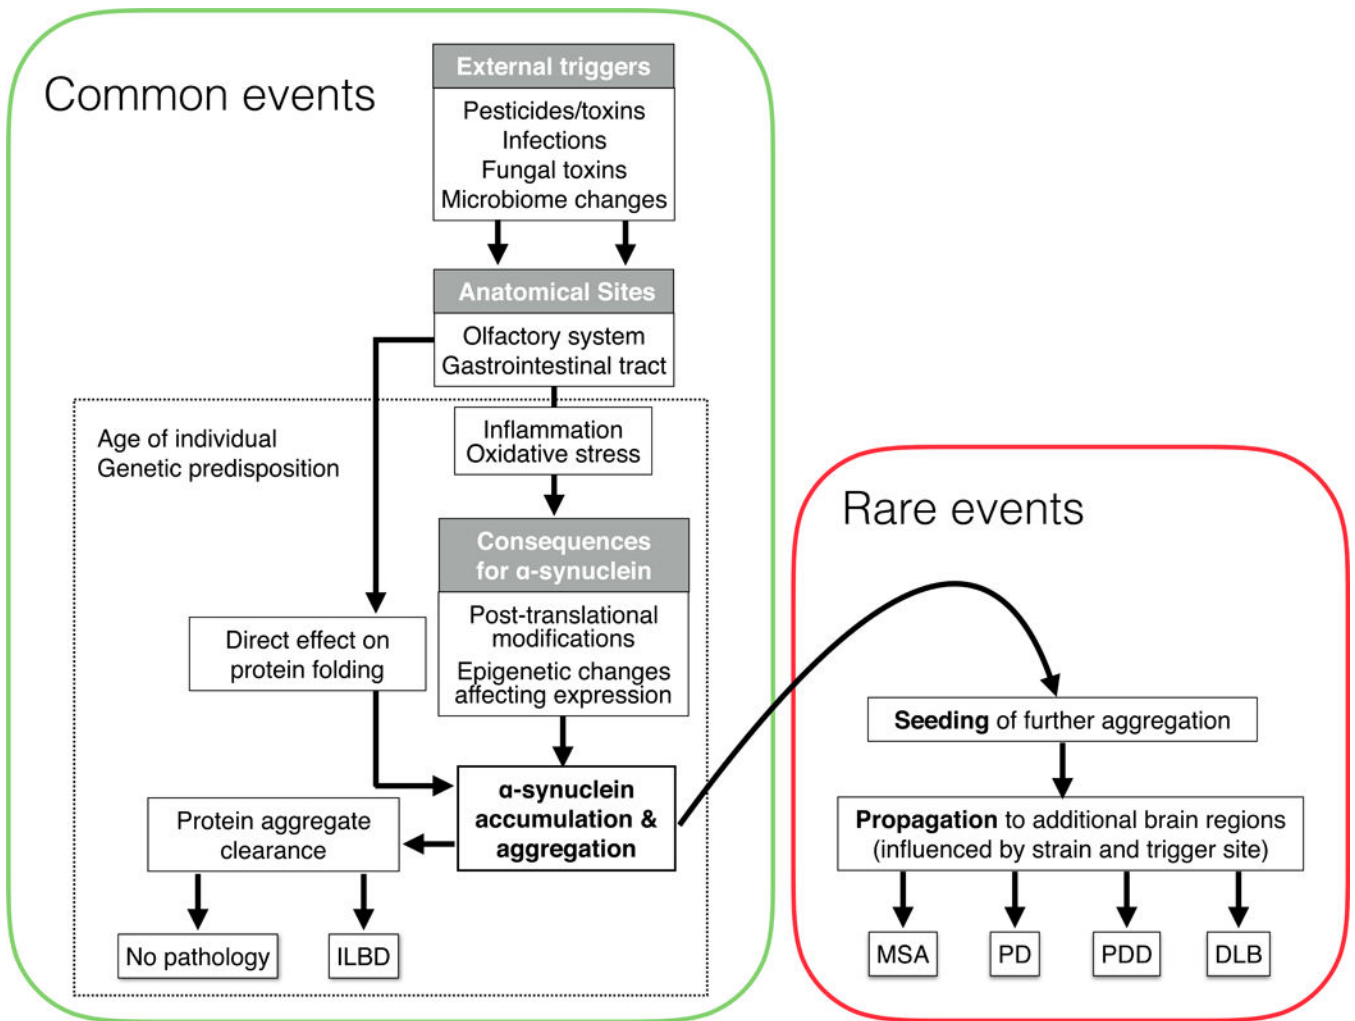 Common events
External triggers
Pesticides/toxins
Infections
Fungal toxins
Microbiome changes
Anatomical Sites
Olfactory system
Gastrointestinal tract
Age of individual
Genetic predisposition
Inflammation
Oxidative stress
Consequences
for α-synuclein
Post-translational
modifications
Epigenetic changes
affecting expression
Direct effect on
protein folding
α-synuclein
accumulation &
aggregation
Protein aggregate
clearance
No pathology
ILBD
Rare events
Seeding of further aggregation
Propagation to additional brain regions
(influenced by strain and trigger site)
MSA
PD
PDD
DLB